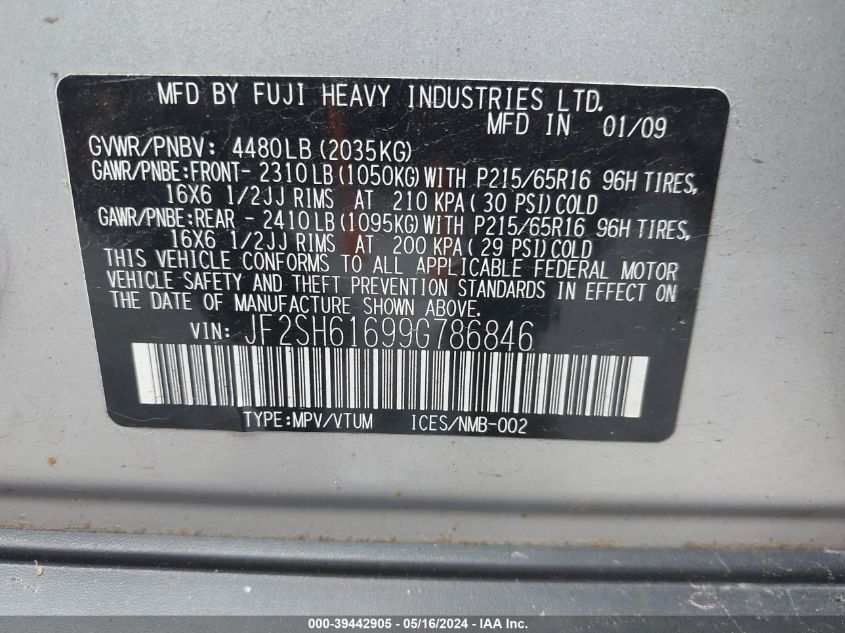 MFD BY FUJI HEAVY INDUSTRIES LTD.
MFD IN 01/09
GVWR/PNBV: 4480LB (2035KG)
GAWR/PNBE:FRONT- 2310LB(1050KG)WITH P215/65R16 96H TIRES,
16X6 1/2JJ RIMS AT 210 KPA(30 PSI)COLD
GAWR/PNBE:REAR - 2410LB(1095KG)WITH P215/65R16 96H TIRES,
16X6 1/2JJ RIMS AT 200 KPA(29 PSI)COLD
THIS VEHICLE CONFORMS TO ALL APPLICABLE FEDERAL MOTOR
VEHICLE SAFETY AND THEFT PREVENTION STANDARDS IN EFFECT ON
THE DATE OF MANUFACTURE SHOWN ABOVE.
VIN: JF2SH61699G786846
TYPE:MPV/VTUM ICES/NMB-002
000-39442905 - 05/16/2024 - IAA Inc.